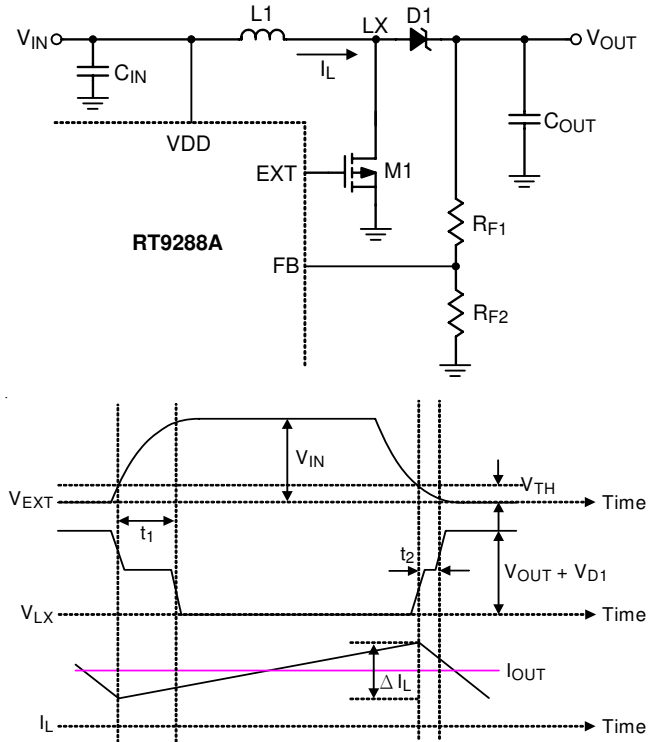 L1
LX
D1
VIN
VOUT
IL
CIN
COUT
VDD
EXT
M1
RT9288A
RF1
FB
RF2
VIN
VTH
VEXT
Time
t1
t2
VOUT + VD1
VLX
Time
IOUT
Δ IL
IL
Time